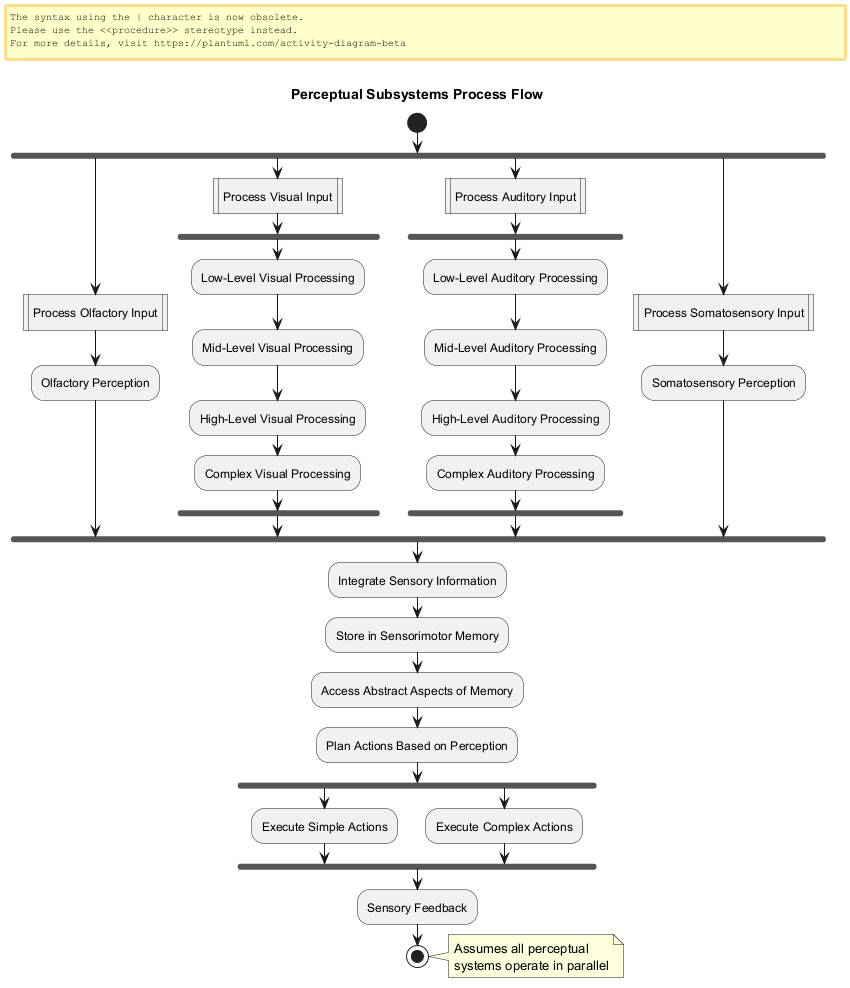 The syntax using the | character is now obsolete.
Please use the <<procedure>> stereotype instead.
For more details, visit https://plantuml.com/activity-diagram-beta
Perceptual Subsystems Process Flow
Process Visual Input
Process Auditory Input
Low-Level Visual Processing
Low-Level Auditory Processing
Process Olfactory Input
Process Somatosensory Input
Mid-Level Visual Processing
Mid-Level Auditory Processing
Olfactory Perception
Somatosensory Perception
High-Level Visual Processing
High-Level Auditory Processing
Complex Visual Processing
Complex Auditory Processing
Integrate Sensory Information
Store in Sensorimotor Memory
Access Abstract Aspects of Memory
Plan Actions Based on Perception
Execute Simple Actions
Execute Complex Actions
Sensory Feedback
Assumes all perceptual
systems operate in parallel